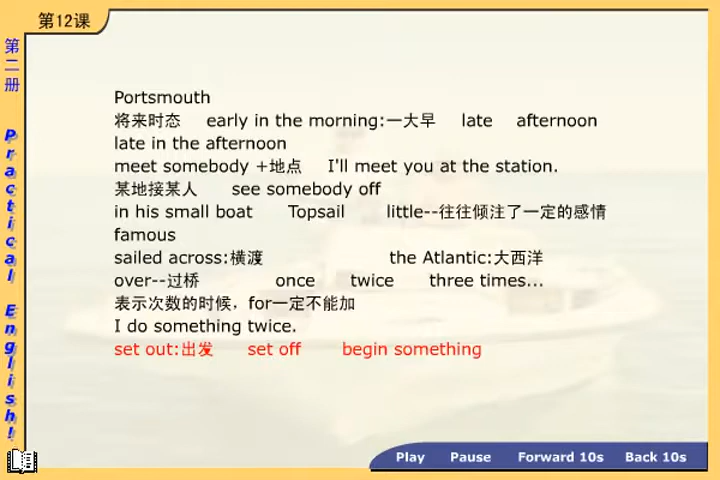 第12课
第二册
Practical English!
Portsmouth
将来时态 early in the morning:一大早 late afternoon
late in the afternoon
meet somebody +地点 I'll meet you at the station.
某地接某人 see somebody off
in his small boat Topsail little--往往倾注了一定的感情
famous
sailed across:横渡 the Atlantic:大西洋
over--过桥 once twice three times...
表示次数的时候，for一定不能加
I do something twice.
set out:出发 set off begin something
Play Pause Forward 10s Back 10s